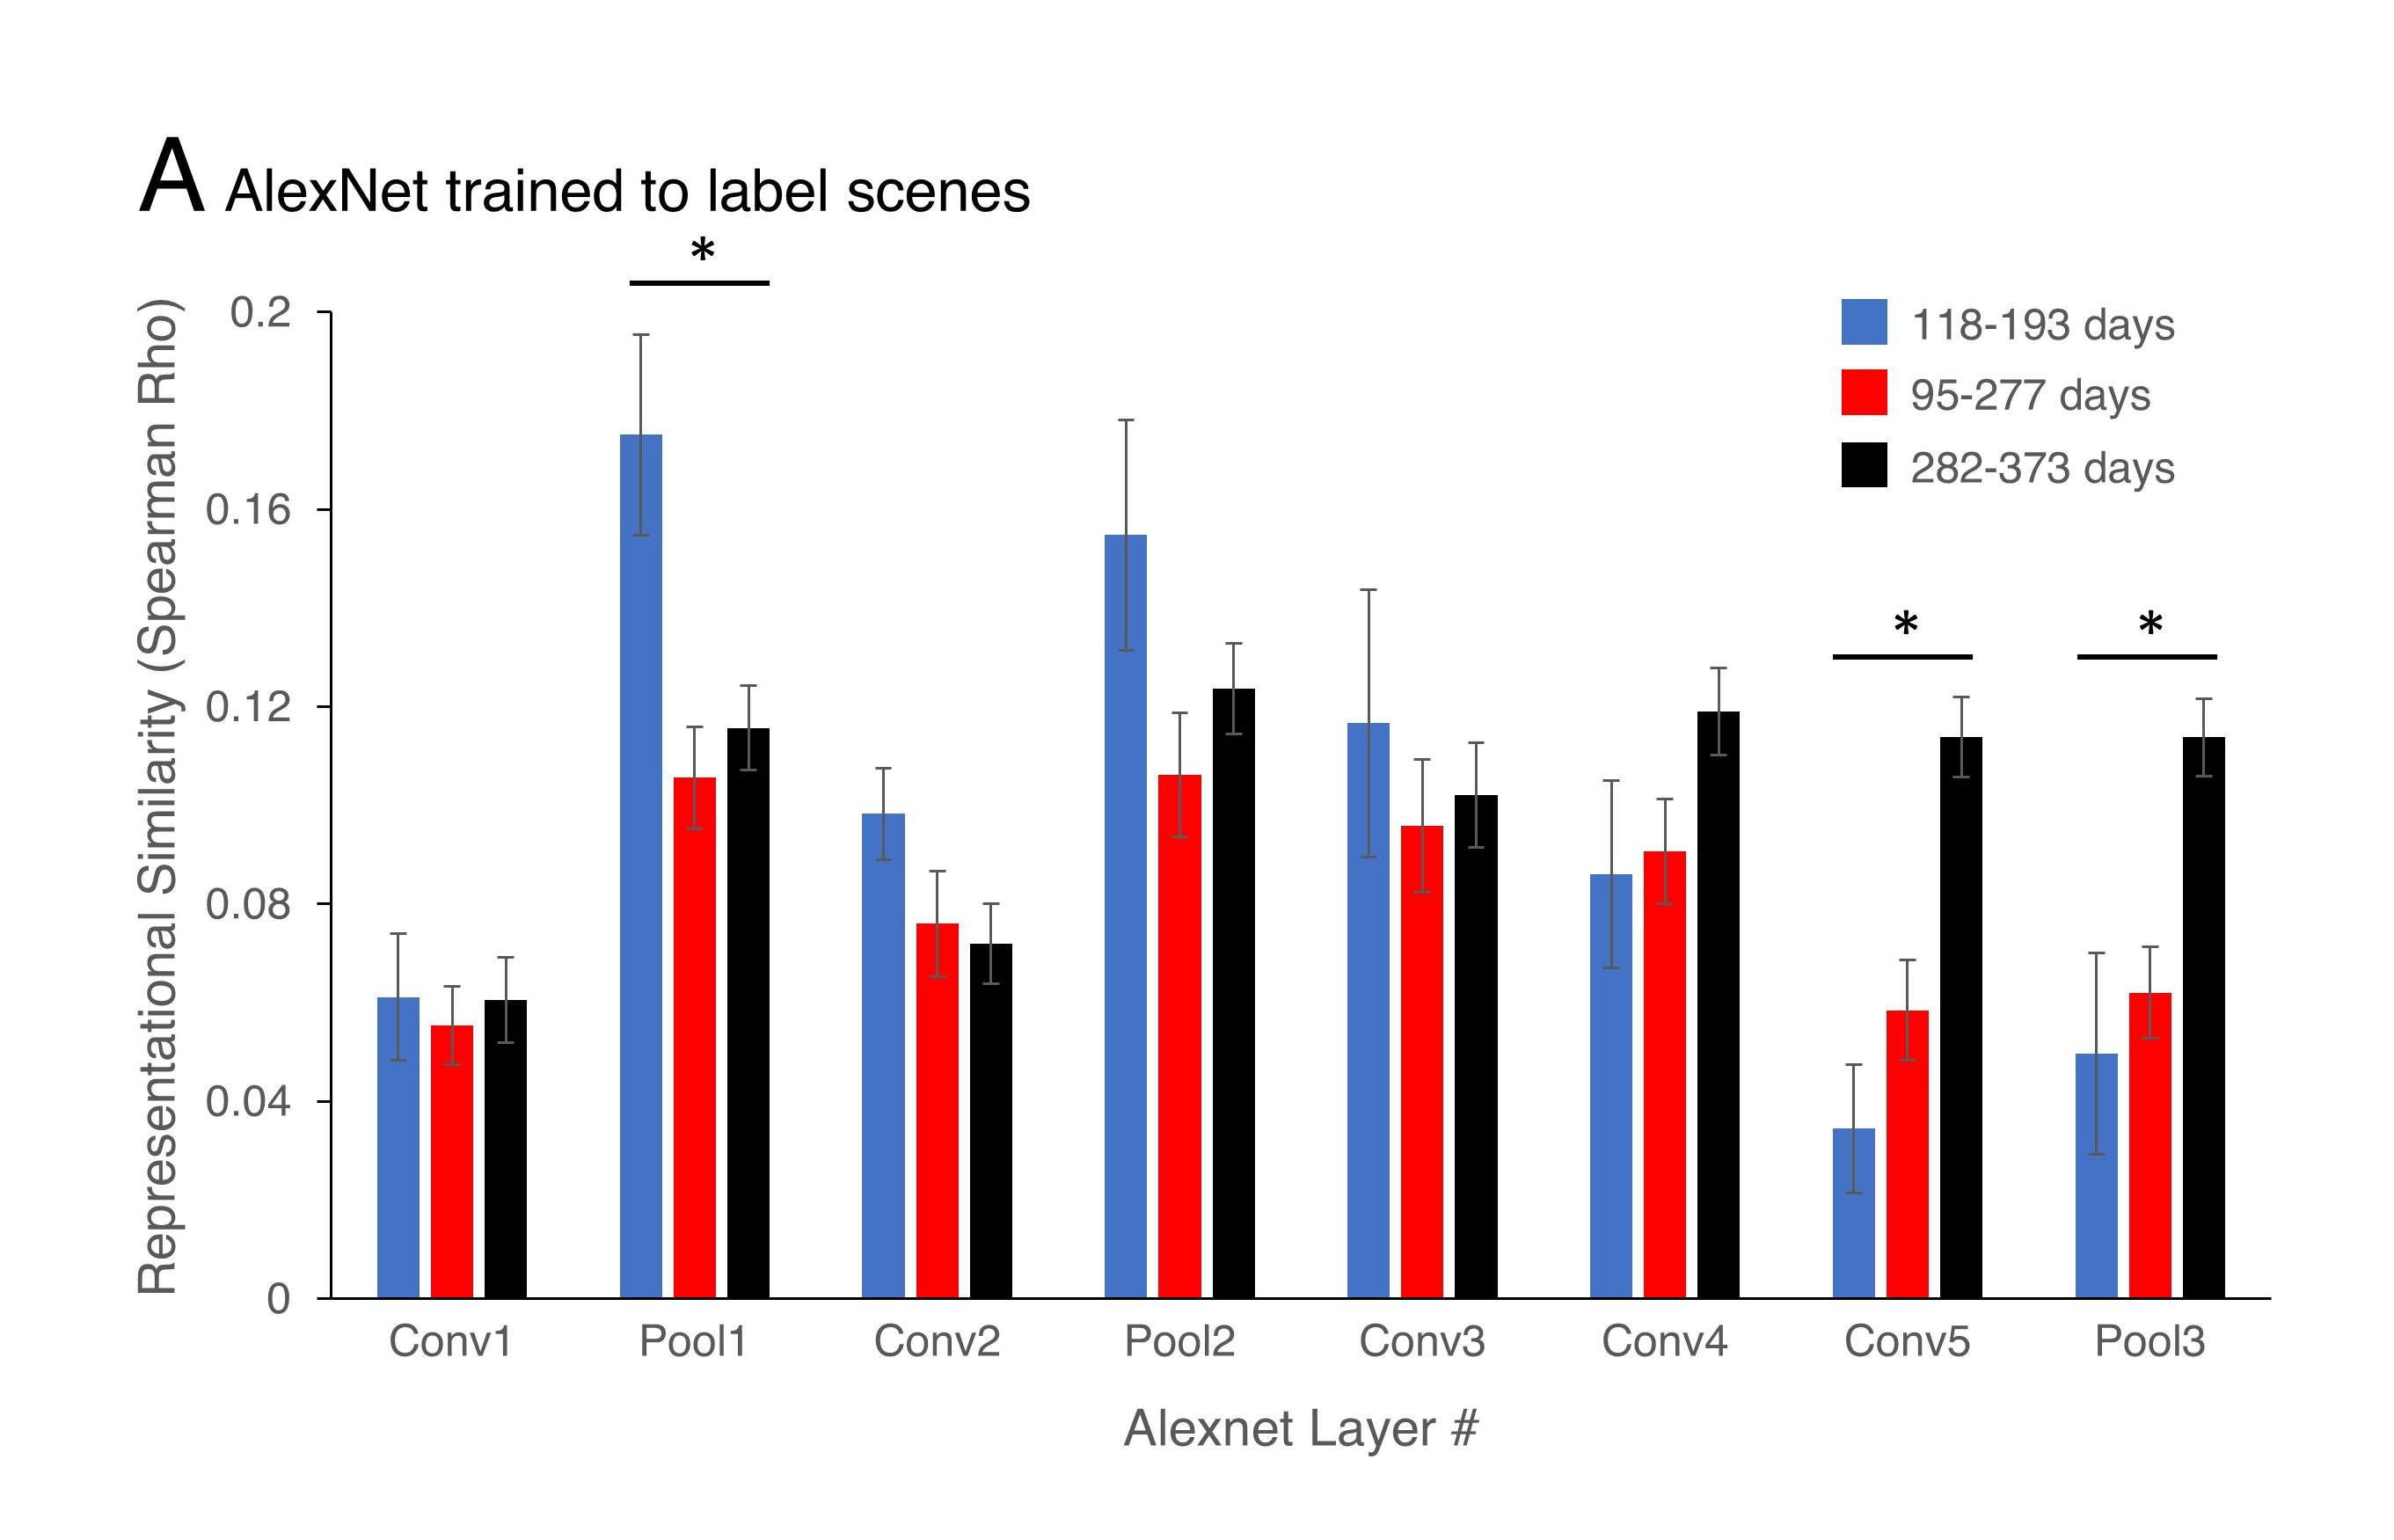 A AlexNet trained to label scenes
*
Representational Similarity (Spearman Rho)
0.2
0.16
0.12
0.08
0.04
0
118-193 days
95-277 days
282-373 days
* *
Conv1 Pool1 Conv2 Pool2 Conv3 Conv4 Conv5 Pool3
Alexnet Layer #